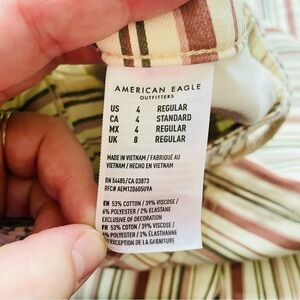 AMERICAN EAGLE
OUTFITTERS
US 4 REGULAR
CA 4 STANDARD
MX 4 REGULAR
UK 8 REGULAR
MADE IN VIETNAM / FABRIQUÉ AU
VIETNAM / HECHO EN VIETNAM
RN 54485/CA 03873
RFC# AEM120605U9A
EN 53% COTTON / 39% VISCOSE /
6% POLYESTER / 2% ELASTANE
EXCLUSIVE OF DECORATION
FR 53% COTON / 39% VISCOSE /
6% POLYESTER / 2% ÉLASTHANNE
EXCEPTION DE LA GARNITURE